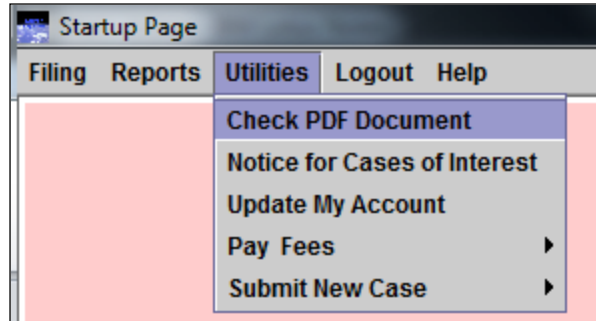 Startup Page
Filing Reports Utilities Logout Help
Check PDF Document
Notice for Cases of Interest
Update My Account
Pay Fees
Submit New Case